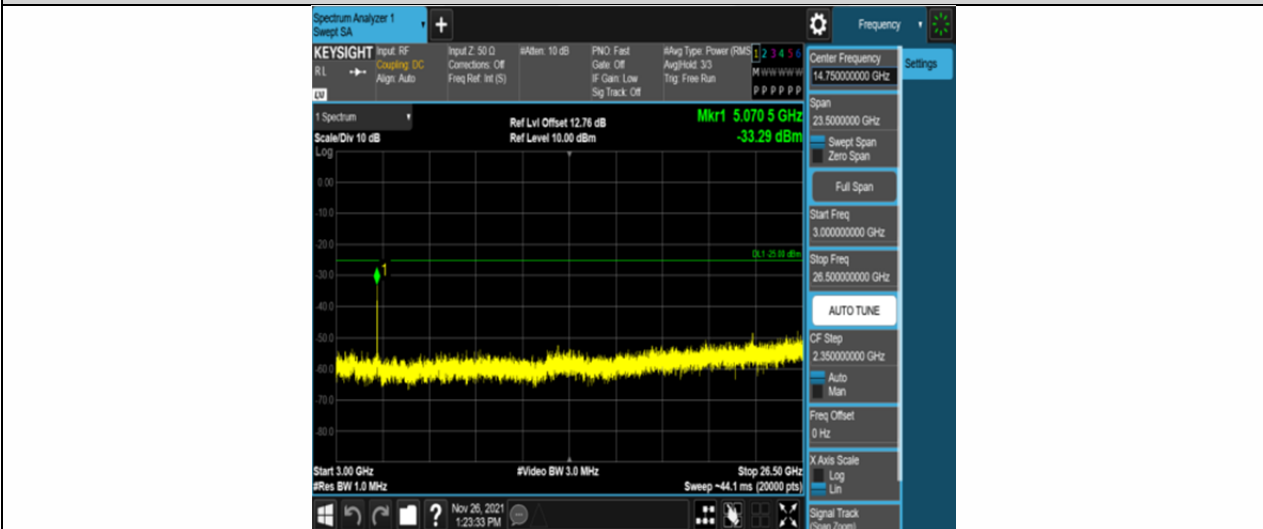 Spectrum Analyzer 1
Swept SA
+
Frequency
KEYSIGHT
R L
LXI
Input: RF
Coupling: DC
Align: Auto
Input Z: 50 Ω
Corrections: Off
Freq Ref: Int (S)
#Atten: 10 dB
PNO: Fast
Gate: Off
IF Gain: Low
Sig Track: Off
#Avg Type: Power (RMS
Avg|Hold: 3/3
Trig: Free Run
1 2 3 4 5 6
M W W W W W
P P P P P P
1 Spectrum
Scale/Div 10 dB
Log
Ref Lvl Offset 12.76 dB
Ref Level 10.00 dBm
Mkr1 5.070 5 GHz
-33.29 dBm
0.00
-10.0
-20.0
DL1 -25.00 dBm
1
-30.0
-40.0
-50.0
-60.0
-70.0
-80.0
Start 3.00 GHz
#Res BW 1.0 MHz
#Video BW 3.0 MHz
Stop 26.50 GHz
Sweep ~44.1 ms (20000 pts)
?
Nov 26, 2021
1:23:33 PM
Center Frequency
14.750000000 GHz
Settings
Span
23.5000000 GHz
Swept Span
Zero Span
Full Span
Start Freq
3.000000000 GHz
Stop Freq
26.500000000 GHz
AUTO TUNE
CF Step
2.350000000 GHz
Auto
Man
Freq Offset
0 Hz
X Axis Scale
Log
Lin
Signal Track
(Span Zoom)